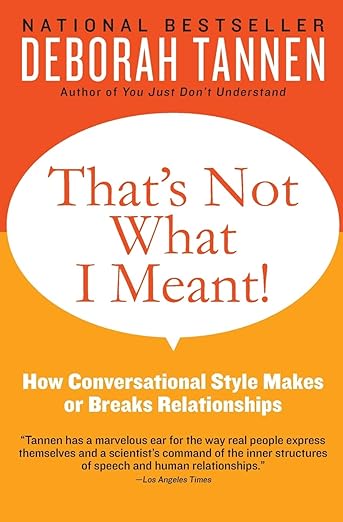 NATIONAL BESTSELLER
DEBORAH TANNEN
Author of You Just Don't Understand
That's Not
What
I Meant!
How Conversational Style Makes
or Breaks Relationships
“Tannen has a marvelous ear for the way real people express
themselves and a scientist's command of the inner structures
of speech and human relationships.”
—Los Angeles Times